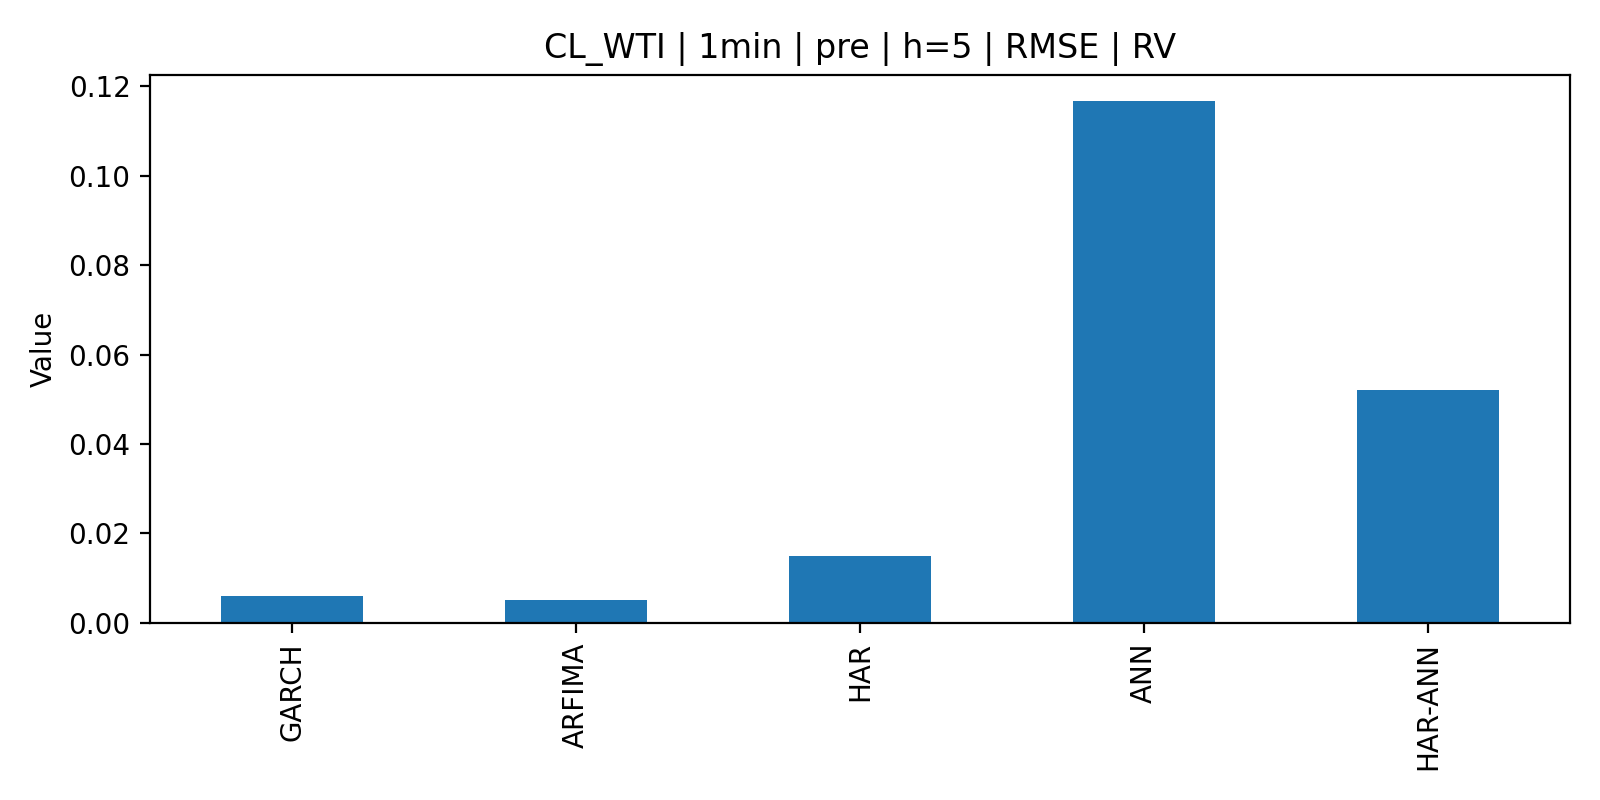 CL_WTI | 1min | pre | h=5 | RMSE | RV
Value
0.12
0.10
0.08
0.06
0.04
0.02
0.00
GARCH
ARFIMA
HAR
ANN
HAR-ANN